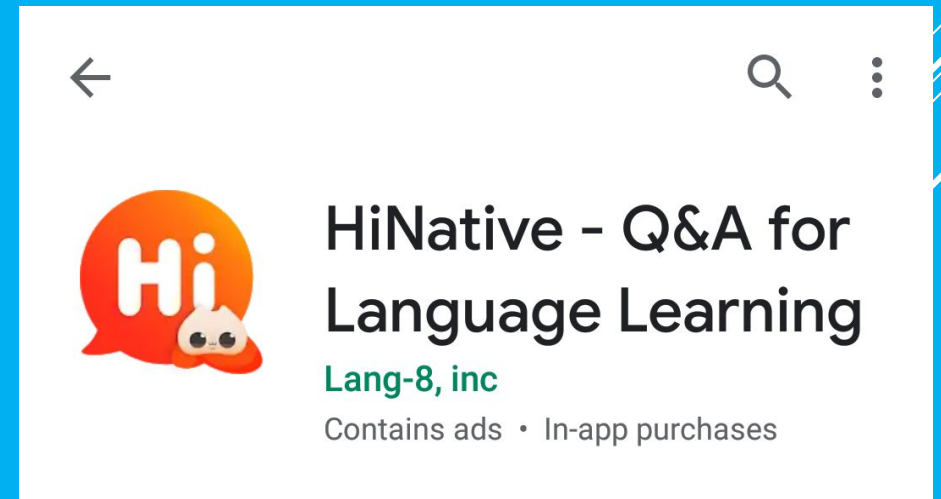 Hi
HiNative - Q&A for
Language Learning
Lang-8, inc
Contains ads • In-app purchases